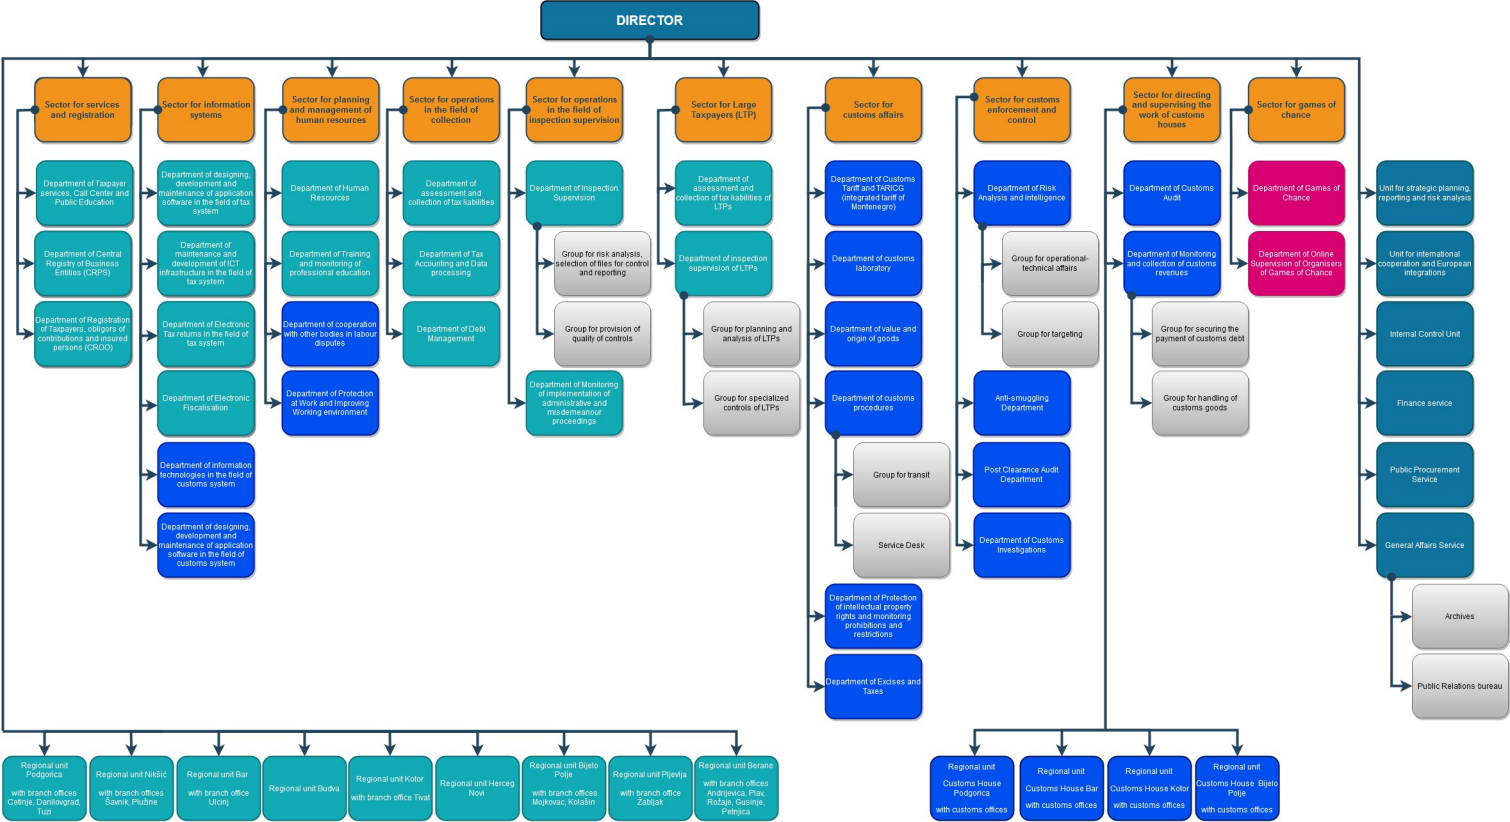 DIRECTOR
Sector for services
and registration
Department of Taxpayer
services, Call Center and
Public Education
Department of Central
Registry of Business
Entities (CRPS)
Department of Registration
of Taxpayers, obligors of
contributions and insured
persons (CROO)
Sector for information
systems
Department of designing,
development and
maintenance of application
software in the field of tax
system
Department of
maintenance and
development of ICT
infrastructure in the field of
tax system
Department of Electronic
Tax returns in the field of
tax system
Department of Electronic
Fiscalisation
Department of information
technologies in the field of
customs system
Department of designing,
development and
maintenance of application
software in the field of
customs system
Sector for planning
and management of
human resources
Department of Human
Resources
Department of Training
and monitoring of
professional education
Department of cooperation
with other bodies in labour
disputes
Department of Protection
at Work and Improving
Working environment
Sector for operations
in the field of
collection
Department of
assessment and
collection of tax liabilities
Department of Tax
Accounting and Data
processing
Department of Debt
Management
Sector for operations
in the field of
inspection supervision
Department of Inspection
Supervision
Group for risk analysis,
selection of files for control
and reporting
Group for provision of
quality of controls
Department of Monitoring
of implementation of
administrative and
misdemeanour
proceedings
Sector for Large
Taxpayers (LTP)
Department of
assessment and
collection of tax liabilities of
LTPs
Department of inspection
supervision of LTPs
Group for planning and
analysis of LTPs
Group for specialized
controls of LTPs
Sector for
customs affairs
Department of Customs
Tariff and TARICG
(integrated tariff of
Montenegro)
Department of customs
laboratory
Department of value and
origin of goods
Department of customs
procedures
Group for transit
Service Desk
Department of Protection
of intellectual property
rights and monitoring
prohibitions and
restrictions
Department of Excises and
Taxes
Sector for customs
enforcement and
control
Department of Risk
Analysis and Intelligence
Group for operational-
technical affairs
Group for targeting
Anti-smuggling
Department
Post Clearance Audit
Department
Department of Customs
Investigations
Sector for directing
and supervising the
work of customs
houses
Department of Customs
Audit
Department of Monitoring
and collection of customs
revenues
Group for securing the
payment of customs debt
Group for handling of
customs goods
Sector for games of
chance
Department of Games of
Chance
Department of Online
Supervision of Organisers
of Games of Chance
Unit for strategic planning,
reporting and risk analysis
Unit for international
cooperation and European
integrations
Internal Control Unit
Finance service
Public Procurement
Service
General Affairs Service
Archives
Public Relations bureau
Regional unit
Podgorica
with branch offices
Cetinje, Danilovgrad,
Tuzi
Regional unit Nikšić
with branch offices
Šavnik, Plužine
Regional unit Bar
with branch office
Ulcinj
Regional unit Budva
Regional unit Kotor
with branch office Tivat
Regional unit Herceg
Novi
Regional unit Bijelo
Polje
with branch offices
Mojkovac, Kolašin
Regional unit Pljevlja
with branch office
Žabljak
Regional unit Berane
with branch offices
Andrijevica, Plav,
Rožaje, Gusinje,
Petnjica
Regional unit
Customs House
Podgorica
with customs offices
Regional unit
Customs House Bar
with customs offices
Regional unit
Customs House Kotor
with customs offices
Regional unit
Customs House Bijelo
Polje
with customs offices